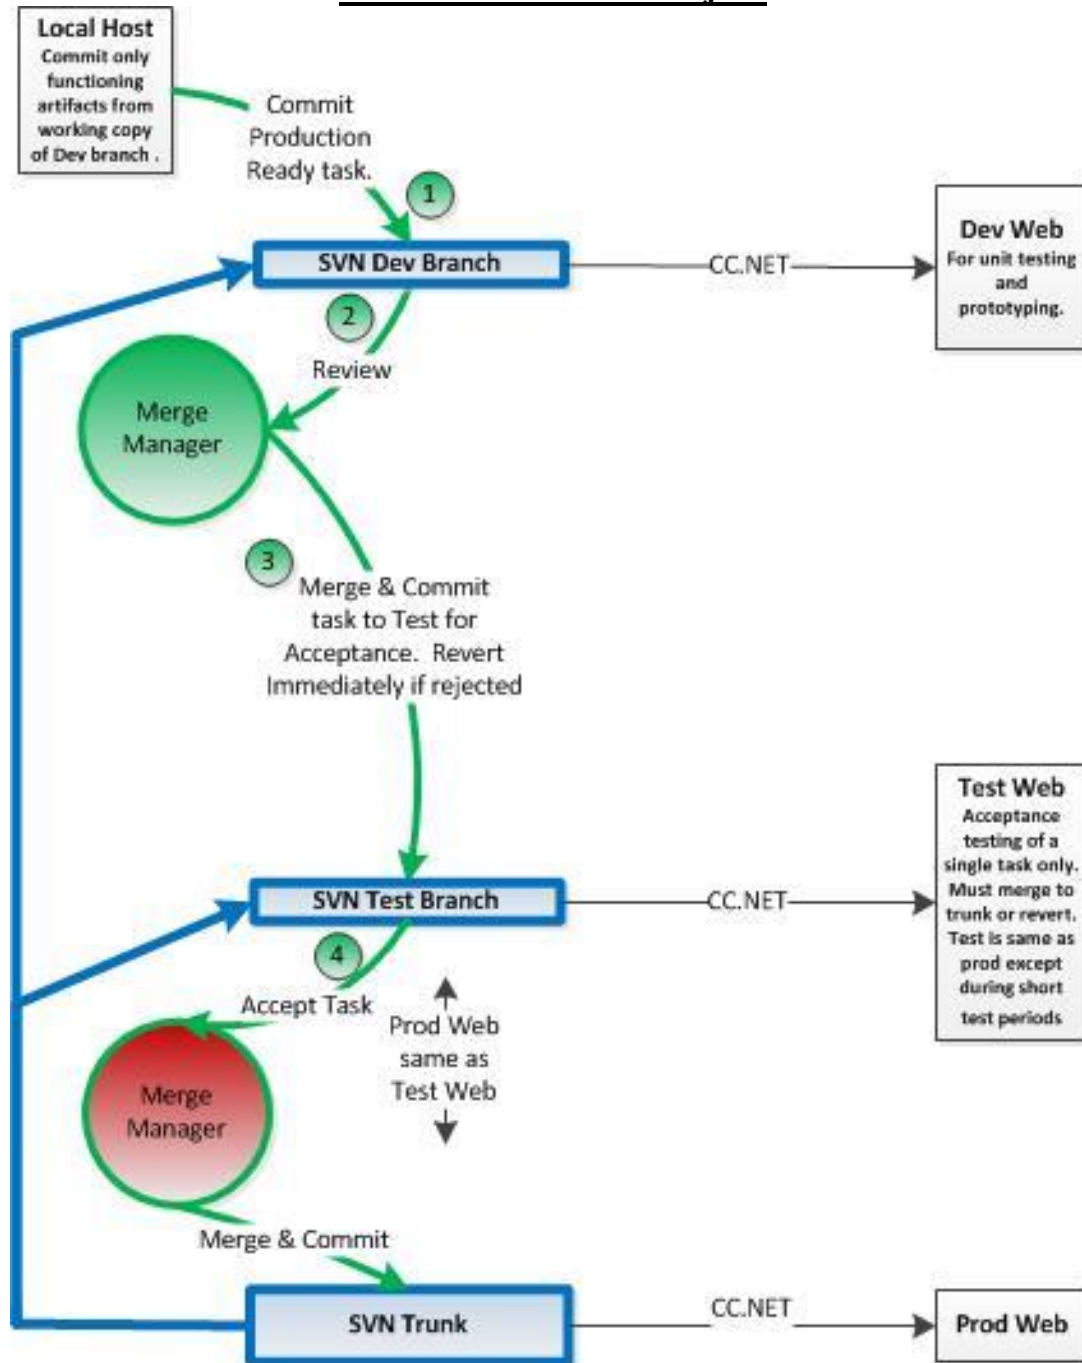 Local Host
Commit only
functioning
artifacts from
working copy
of Dev branch .
Commit
Production
Ready task.
1
SVN Dev Branch
CC.NET
Dev Web
For unit testing
and
prototyping.
2
Review
Merge
Manager
3
Merge & Commit
task to Test for
Acceptance. Revert
Immediately if rejected
SVN Test Branch
CC.NET
Test Web
Acceptance
testing of a
single task only.
Must merge to
trunk or revert.
Test is same as
prod except
during short
test periods
4
Accept Task
Prod Web
same as
Test Web
Merge
Manager
Merge & Commit
SVN Trunk
CC.NET
Prod Web